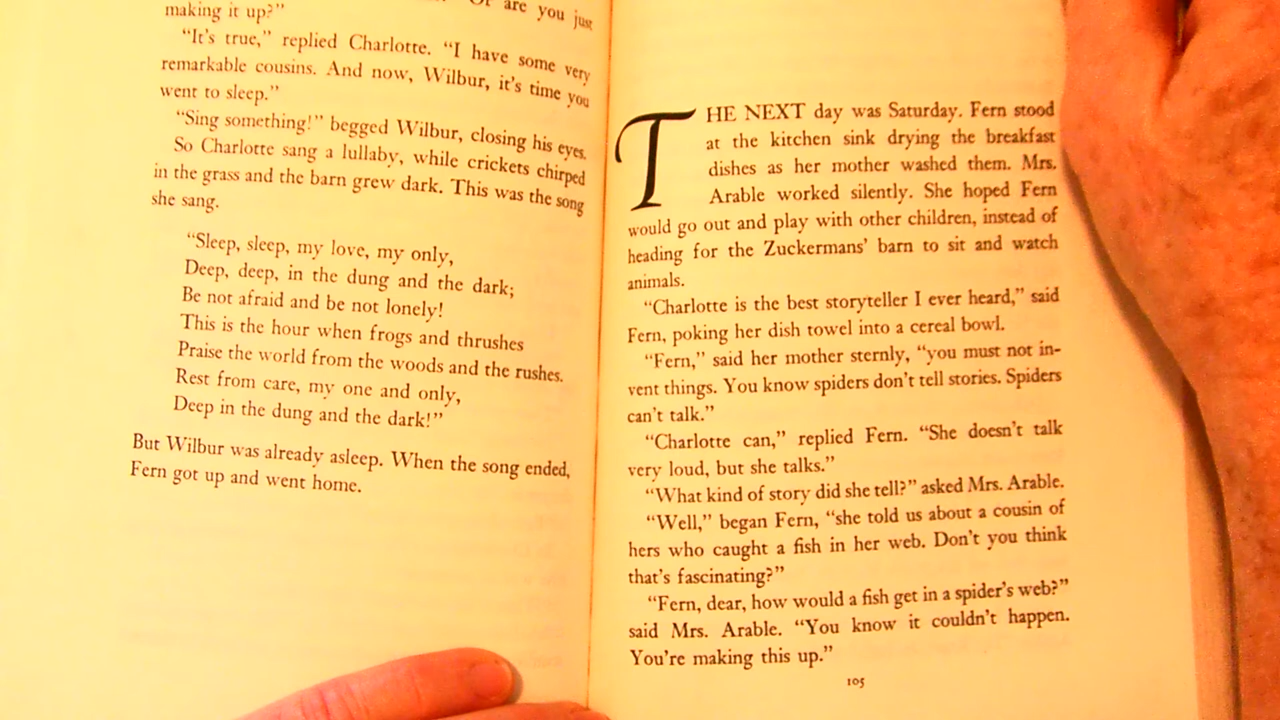 Or are you just
making it up?”
“It's true,” replied Charlotte. “I have some very
remarkable cousins. And now, Wilbur, it's time you
went to sleep.”
“Sing something!” begged Wilbur, closing his eyes.
So Charlotte sang a lullaby, while crickets chirped
in the grass and the barn grew dark. This was the song
she sang.
“Sleep, sleep, my love, my only,
Deep, deep, in the dung and the dark;
Be not afraid and be not lonely!
This is the hour when frogs and thrushes
Praise the world from the woods and the rushes.
Rest from care, my one and only,
Deep in the dung and the dark!”
But Wilbur was already asleep. When the song ended,
Fern got up and went home.
THE NEXT day was Saturday. Fern stood
at the kitchen sink drying the breakfast
dishes as her mother washed them. Mrs.
Arable worked silently. She hoped Fern
would go out and play with other children, instead of
heading for the Zuckermans' barn to sit and watch
animals.
“Charlotte is the best storyteller I ever heard,” said
Fern, poking her dish towel into a cereal bowl.
“Fern,” said her mother sternly, “you must not in-
vent things. You know spiders don't tell stories. Spiders
can't talk.”
“Charlotte can,” replied Fern. “She doesn't talk
very loud, but she talks.”
“What kind of story did she tell?” asked Mrs. Arable.
“Well,” began Fern, “she told us about a cousin of
hers who caught a fish in her web. Don't you think
that's fascinating?”
“Fern, dear, how would a fish get in a spider's web?”
said Mrs. Arable. “You know it couldn't happen.
You're making this up.”
105